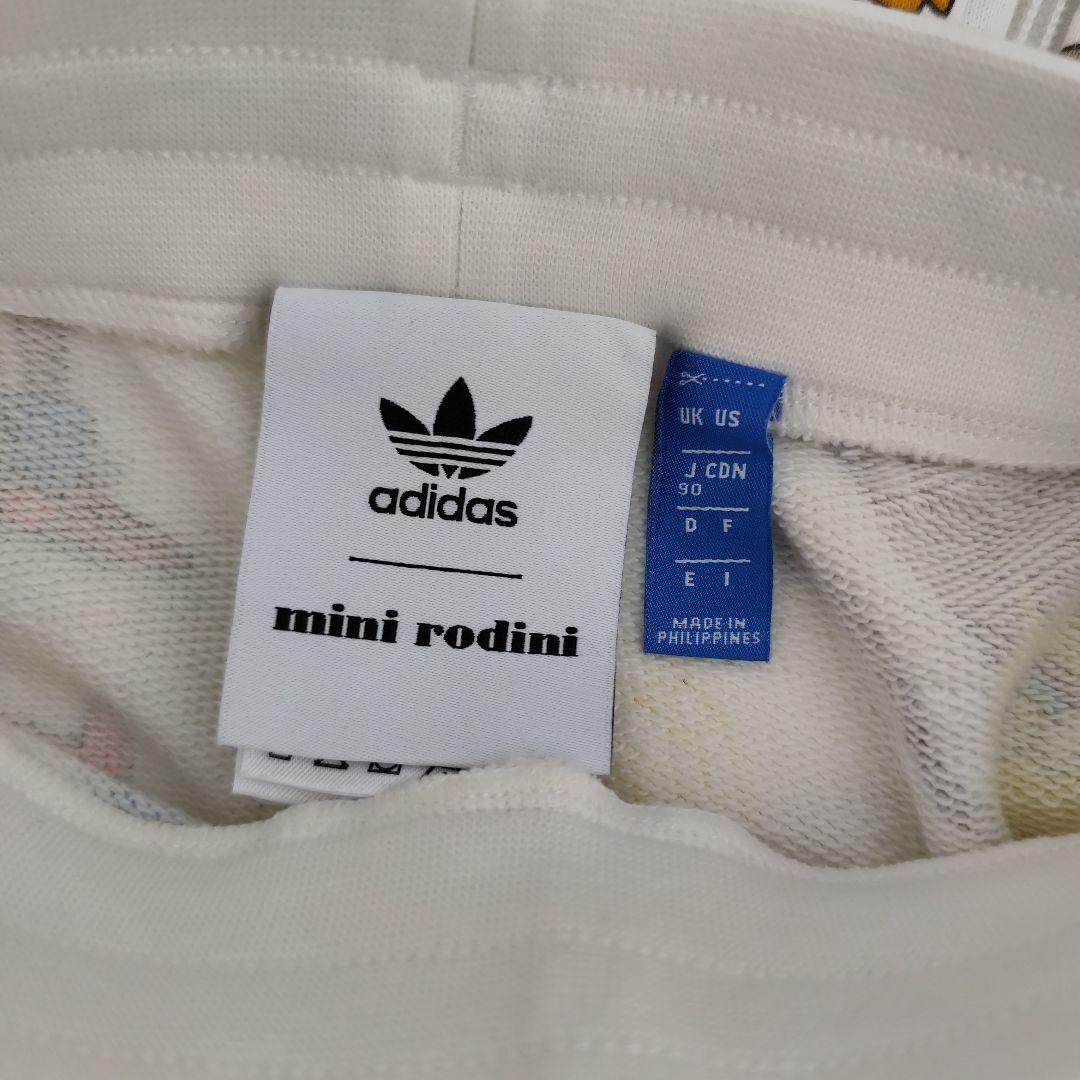 adidas
mini rodini
UK US
J CDN
90
D F
E I
MADE IN
PHILIPPINES